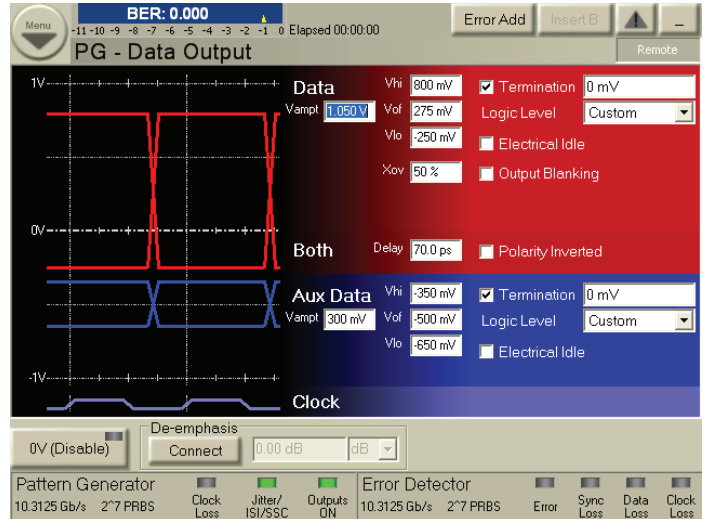 Menu
BER: 0.000
-11 -10 -9 -8 -7 -6 -5 -4 -3 -2 -1 0 Elapsed 00:00:00
Error Add
Insert B
PG - Data Output
Remote
1V
0V
-1V
Data
Vampt 1.050 V
Vhi 800 mV
Vof 275 mV
Vlo -250 mV
Xov 50 %
Termination 0 mV
Logic Level Custom
Electrical Idle
Output Blanking
Both
Delay 70.0 ps
Polarity Inverted
Aux Data
Vampt 300 mV
Vhi -350 mV
Vof -500 mV
Vlo -650 mV
Termination 0 mV
Logic Level Custom
Electrical Idle
Clock
0V (Disable)
De-emphasis
Connect
0.00 dB
dB
Pattern Generator
10.3125 Gb/s 2^7 PRBS
Clock Loss
Jitter/ ISI/SSC
Outputs ON
Error Detector
10.3125 Gb/s 2^7 PRBS
Error
Sync Loss
Data Loss
Clock Loss